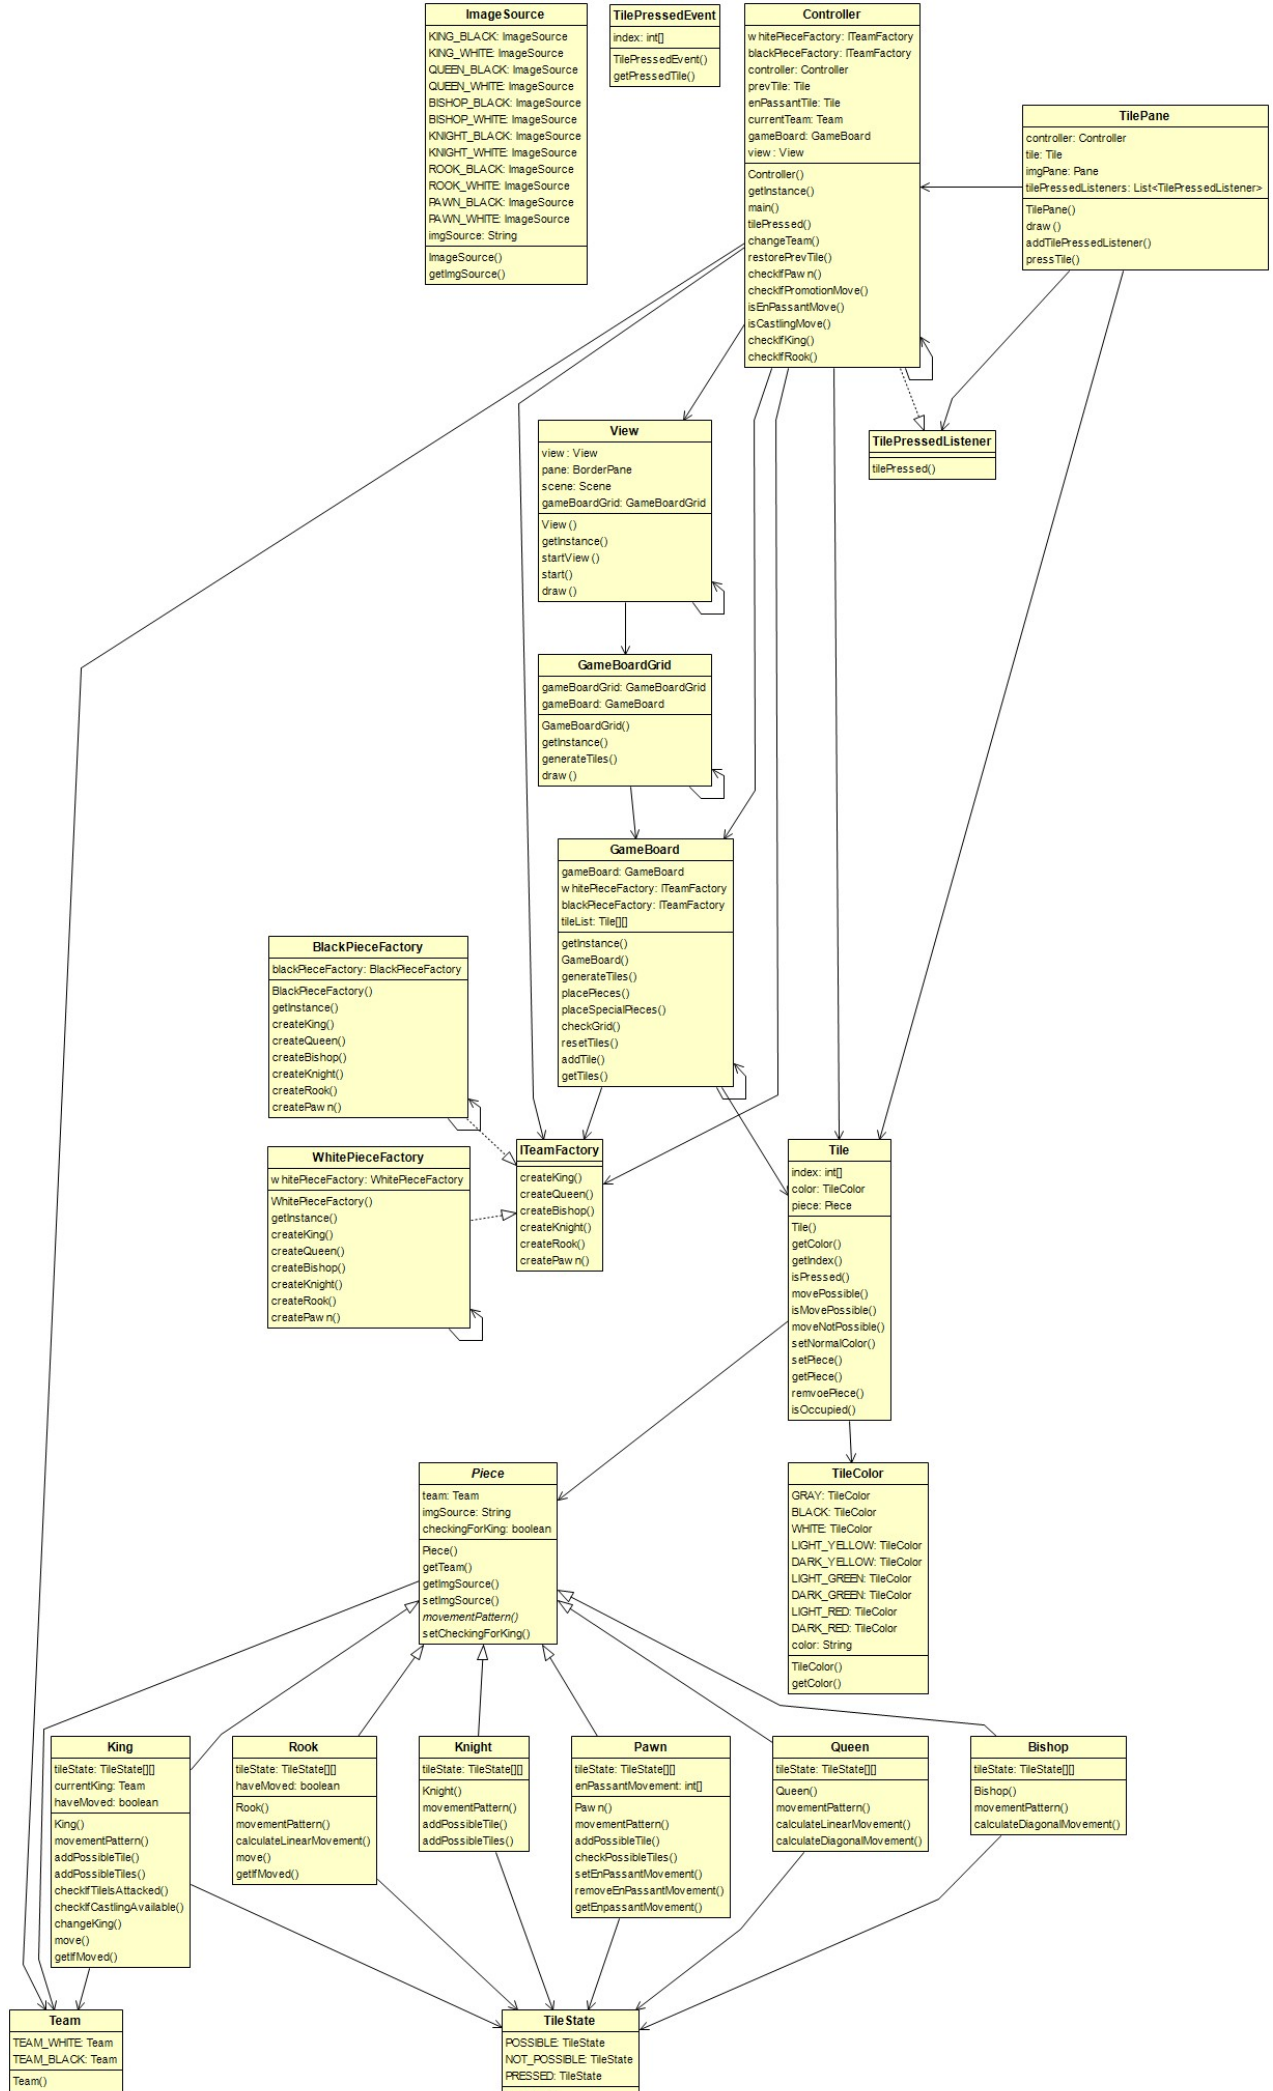 ImageSource
KING_BLACK: ImageSource
KING_WHITE: ImageSource
QUEEN_BLACK: ImageSource
QUEEN_WHITE: ImageSource
BISHOP_BLACK: ImageSource
BISHOP_WHITE: ImageSource
KNIGHT_BLACK: ImageSource
KNIGHT_WHITE: ImageSource
ROOK_BLACK: ImageSource
ROOK_WHITE: ImageSource
PAWN_BLACK: ImageSource
PAWN_WHITE: ImageSource
imgSource: String
ImageSource()
getImgSource()
TilePressedEvent
index: int[]
TilePressedEvent()
getPressedTile()
Controller
whitePieceFactory: ITeamFactory
blackPieceFactory: ITeamFactory
controller: Controller
prevTile: Tile
enPassantTile: Tile
currentTeam: Team
gameBoard: GameBoard
view: View
Controller()
getInstance()
main()
tilePressed()
changeTeam()
restorePrevTile()
checkIfPawn()
checkIfPromotionMove()
isEnPassantMove()
isCastlingMove()
checkIfKing()
checkIfRook()
TilePane
controller: Controller
tile: Tile
imgPane: Pane
tilePressedListeners: List<TilePressedListener>
TilePane()
draw()
addTilePressedListener()
pressTile()
View
view: View
pane: BorderPane
scene: Scene
gameBoardGrid: GameBoardGrid
View()
getInstance()
startView()
start()
draw()
TilePressedListener
tilePressed()
GameBoardGrid
gameBoardGrid: GameBoardGrid
gameBoard: GameBoard
GameBoardGrid()
getInstance()
generateTiles()
draw()
GameBoard
gameBoard: GameBoard
whitePieceFactory: ITeamFactory
blackPieceFactory: ITeamFactory
tileList: Tile[][]
getInstance()
GameBoard()
generateTiles()
placePieces()
placeSpecialPieces()
checkGrid()
resetTiles()
addTile()
getTiles()
BlackPieceFactory
blackPieceFactory: BlackPieceFactory
BlackPieceFactory()
getInstance()
createKing()
createQueen()
createBishop()
createKnight()
createRook()
createPawn()
WhitePieceFactory
whitePieceFactory: WhitePieceFactory
WhitePieceFactory()
getInstance()
createKing()
createQueen()
createBishop()
createKnight()
createRook()
createPawn()
ITeamFactory
createKing()
createQueen()
createBishop()
createKnight()
createRook()
createPawn()
Tile
index: int[]
color: TileColor
piece: Piece
Tile()
getColor()
getIndex()
isPressed()
movePossible()
isMovePossible()
moveNotPossible()
setNormalColor()
setPiece()
getPiece()
remvoePiece()
isOccupied()
Piece
team: Team
imgSource: String
checkingForKing: boolean
Piece()
getTeam()
getImgSource()
setImgSource()
movementPattern()
setCheckingForKing()
TileColor
GRAY: TileColor
BLACK: TileColor
WHITE: TileColor
LIGHT_YELLOW: TileColor
DARK_YELLOW: TileColor
LIGHT_GREEN: TileColor
DARK_GREEN: TileColor
LIGHT_RED: TileColor
DARK_RED: TileColor
color: String
TileColor()
getColor()
King
tileState: TileState[][]
currentKing: Team
haveMoved: boolean
King()
movementPattern()
addPossibleTile()
addPossibleTiles()
checkIfTileIsAttacked()
checkIfCastlingAvailable()
changeKing()
move()
getIfMoved()
Rook
tileState: TileState[][]
haveMoved: boolean
Rook()
movementPattern()
calculateLinearMovement()
move()
getIfMoved()
Knight
tileState: TileState[][]
Knight()
movementPattern()
addPossibleTile()
addPossibleTiles()
Pawn
tileState: TileState[][]
enPassantMovement: int[]
Pawn()
movementPattern()
addPossibleTile()
checkPossibleTiles()
setEnPassantMovement()
removeEnPassantMovement()
getEnpassantMovement()
Queen
tileState: TileState[][]
Queen()
movementPattern()
calculateLinearMovement()
calculateDiagonalMovement()
Bishop
tileState: TileState[][]
Bishop()
movementPattern()
calculateDiagonalMovement()
Team
TEAM_WHITE: Team
TEAM_BLACK: Team
Team()
TileState
POSSIBLE: TileState
NOT_POSSIBLE: TileState
PRESSED: TileState